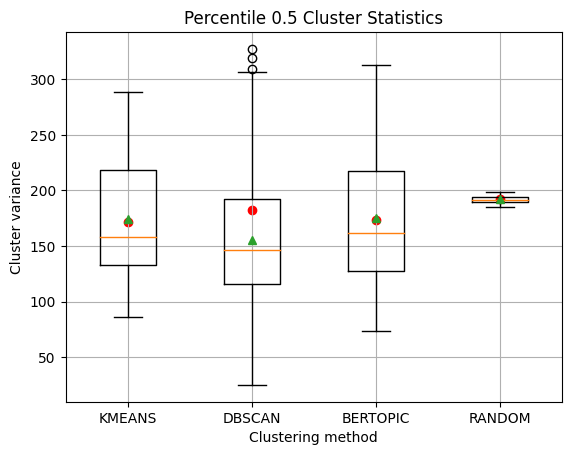 Percentile 0.5 Cluster Statistics
Cluster variance
300
250
200
150
100
50
KMEANS DBSCAN BERTOPIC RANDOM
Clustering method